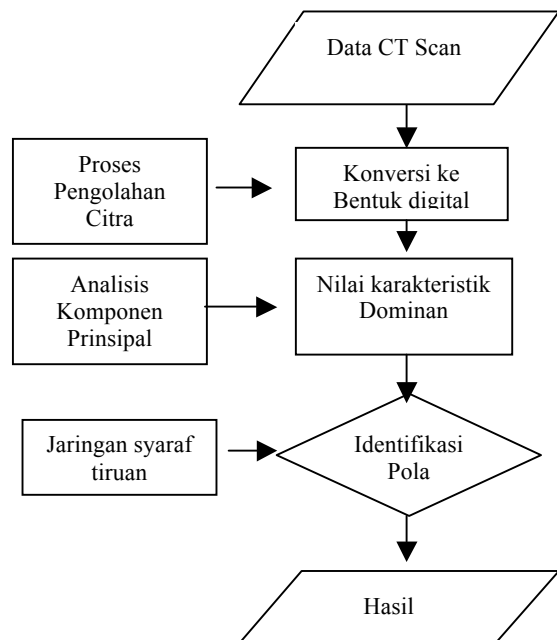 Data CT Scan
Proses
Pengolahan
Citra
Konversi ke
Bentuk digital
Analisis
Komponen
Prinsipal
Nilai karakteristik
Dominan
Jaringan syaraf
tiruan
Identifikasi
Pola
Hasil